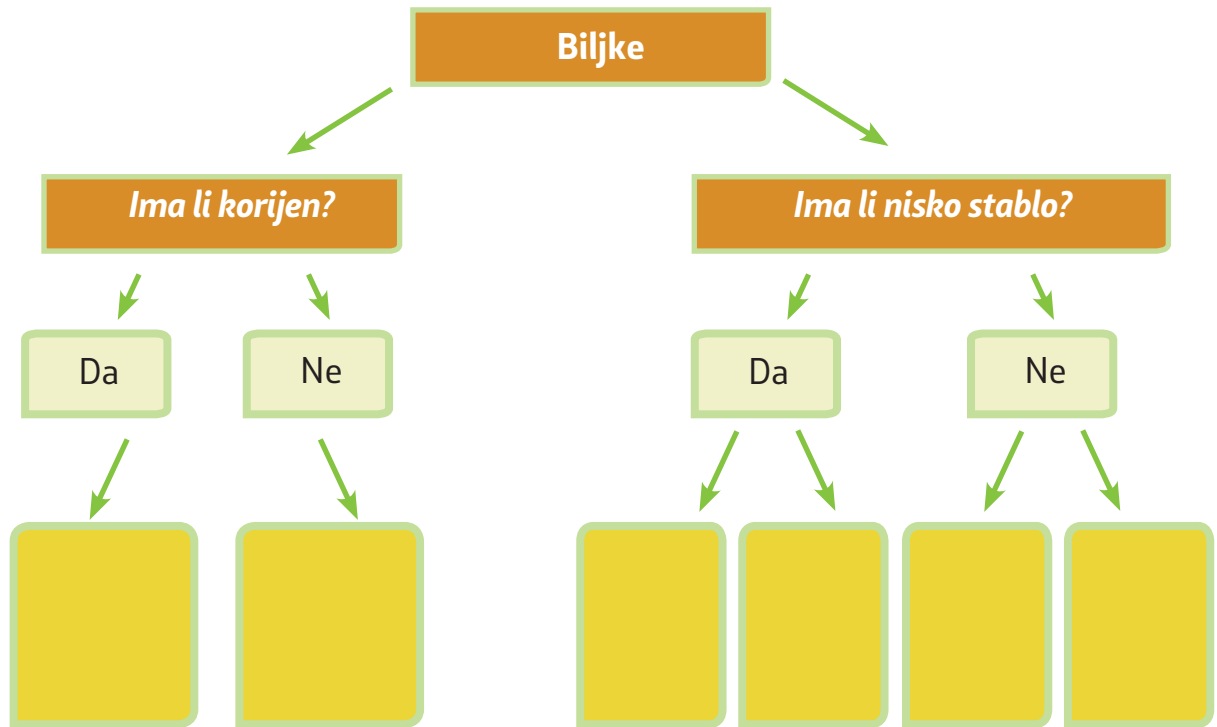 Biljke
Ima li korijen?
Ima li nisko stablo?
Da
Ne
Da
Ne